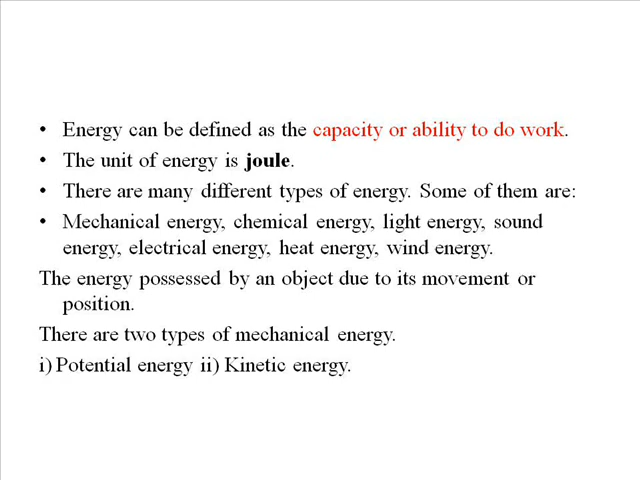 • Energy can be defined as the capacity or ability to do work.
• The unit of energy is joule.
• There are many different types of energy. Some of them are:
• Mechanical energy, chemical energy, light energy, sound
energy, electrical energy, heat energy, wind energy.
The energy possessed by an object due to its movement or
position.
There are two types of mechanical energy.
i) Potential energy ii) Kinetic energy.